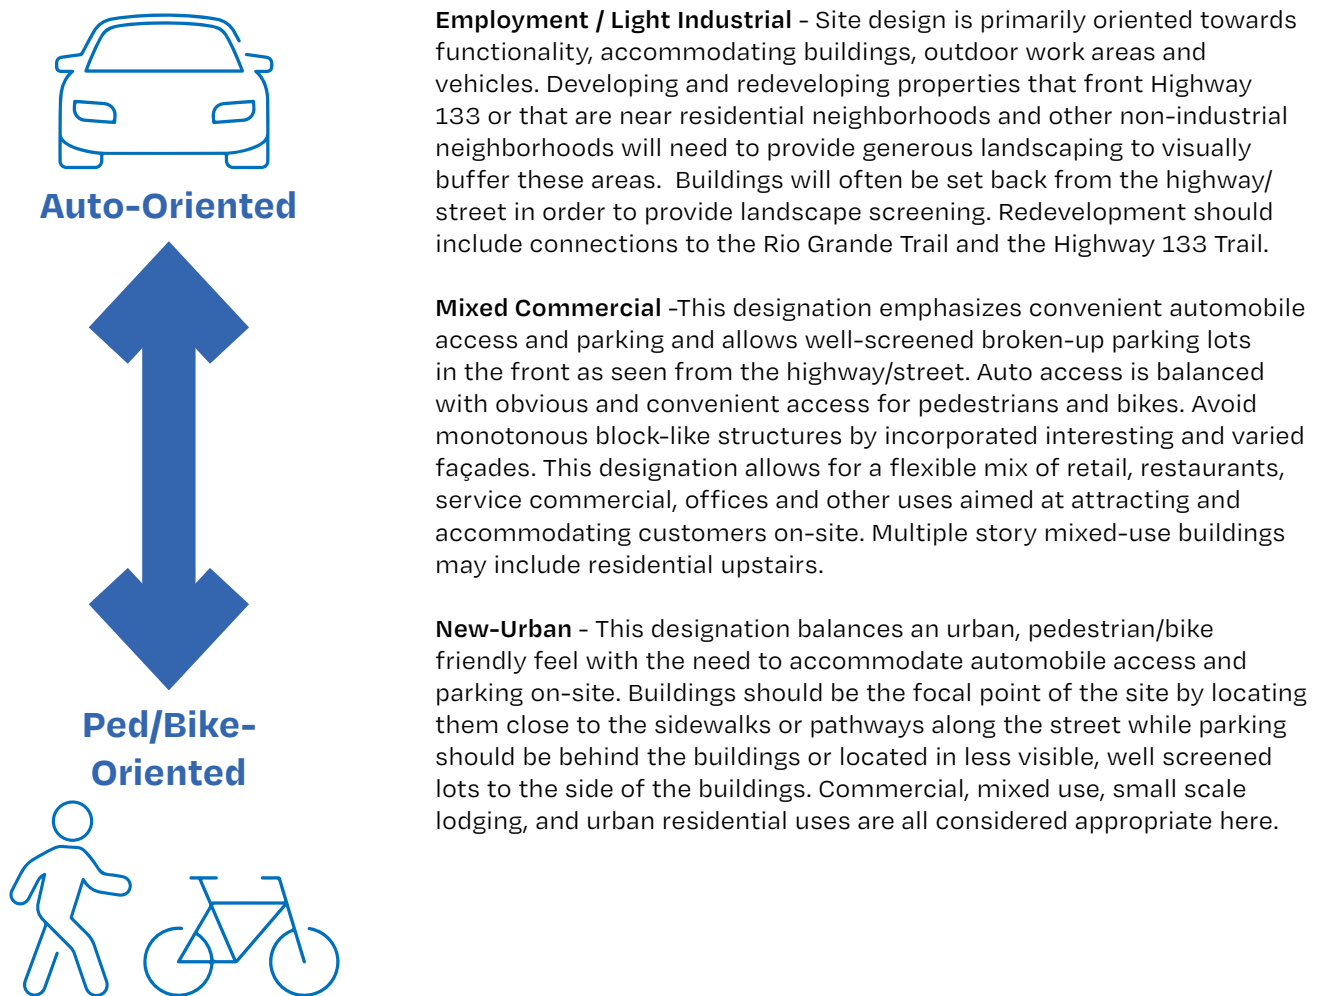 Auto-Oriented
Ped/Bike-
Oriented
Employment / Light Industrial - Site design is primarily oriented towards
functionality, accommodating buildings, outdoor work areas and
vehicles. Developing and redeveloping properties that front Highway
133 or that are near residential neighborhoods and other non-industrial
neighborhoods will need to provide generous landscaping to visually
buffer these areas.  Buildings will often be set back from the highway/
street in order to provide landscape screening. Redevelopment should
include connections to the Rio Grande Trail and the Highway 133 Trail.
Mixed Commercial -This designation emphasizes convenient automobile
access and parking and allows well-screened broken-up parking lots
in the front as seen from the highway/street. Auto access is balanced
with obvious and convenient access for pedestrians and bikes. Avoid
monotonous block-like structures by incorporated interesting and varied
façades. This designation allows for a flexible mix of retail, restaurants,
service commercial, offices and other uses aimed at attracting and
accommodating customers on-site. Multiple story mixed-use buildings
may include residential upstairs.
New-Urban - This designation balances an urban, pedestrian/bike
friendly feel with the need to accommodate automobile access and
parking on-site. Buildings should be the focal point of the site by locating
them close to the sidewalks or pathways along the street while parking
should be behind the buildings or located in less visible, well screened
lots to the side of the buildings. Commercial, mixed use, small scale
lodging, and urban residential uses are all considered appropriate here.